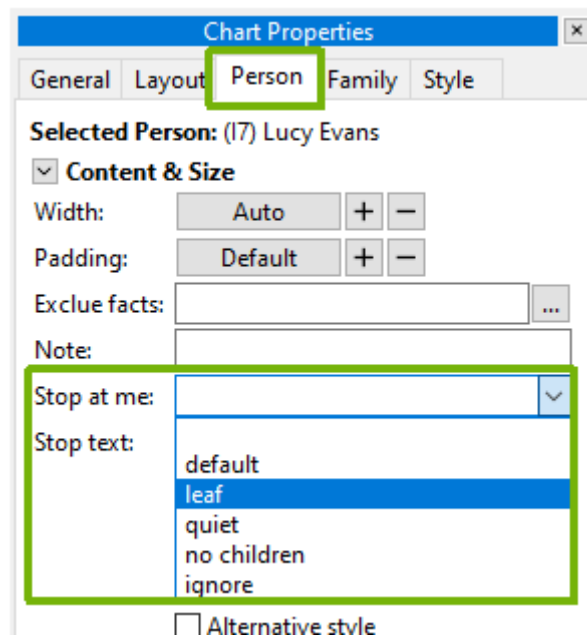 Chart Properties
General Layout Person Family Style
Selected Person: (I7) Lucy Evans
Content & Size
Width: Auto + −
Padding: Default + −
Exclue facts: ...
Note:
Stop at me:
Stop text:
default
leaf
quiet
no children
ignore
Alternative style